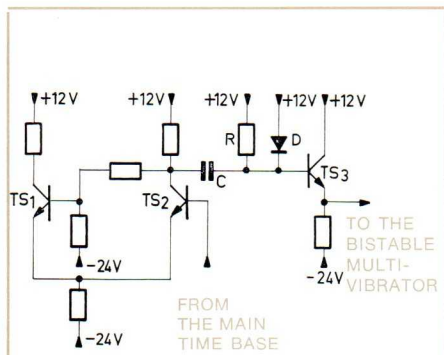 +12V +12V +12V +12V +12V
R D
TS1 TS2 C TS3
-24V -24V
-24V
TO THE
BISTABLE
MULTI-
VIBRATOR
FROM
THE MAIN
TIME BASE